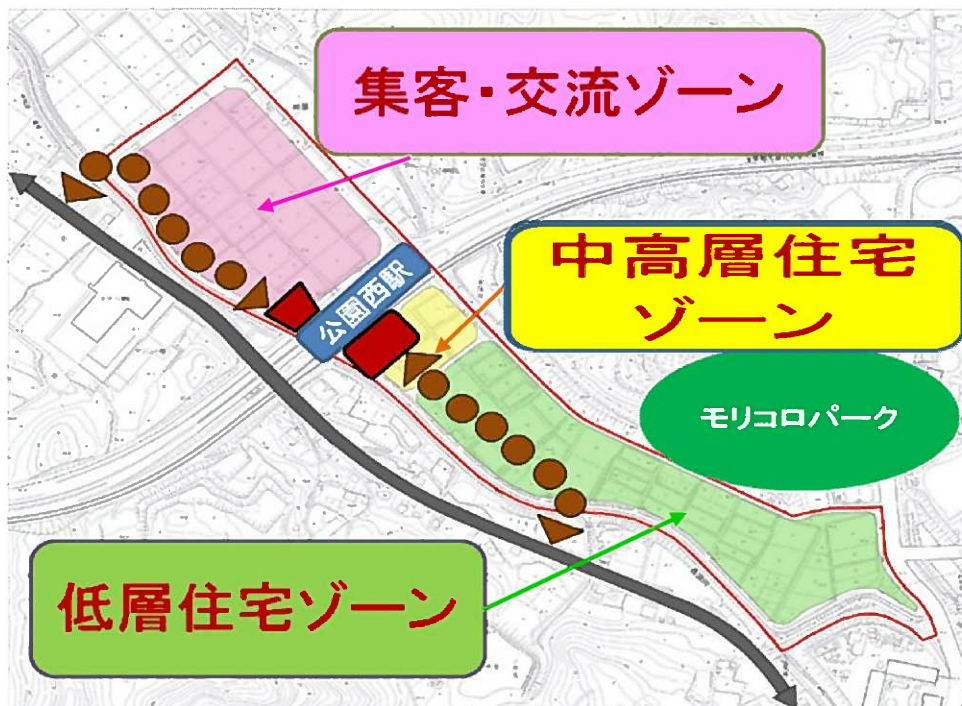 集客・交流ゾーン
公園西駅
中高層住宅
ゾーン
モリコロパーク
低層住宅ゾーン